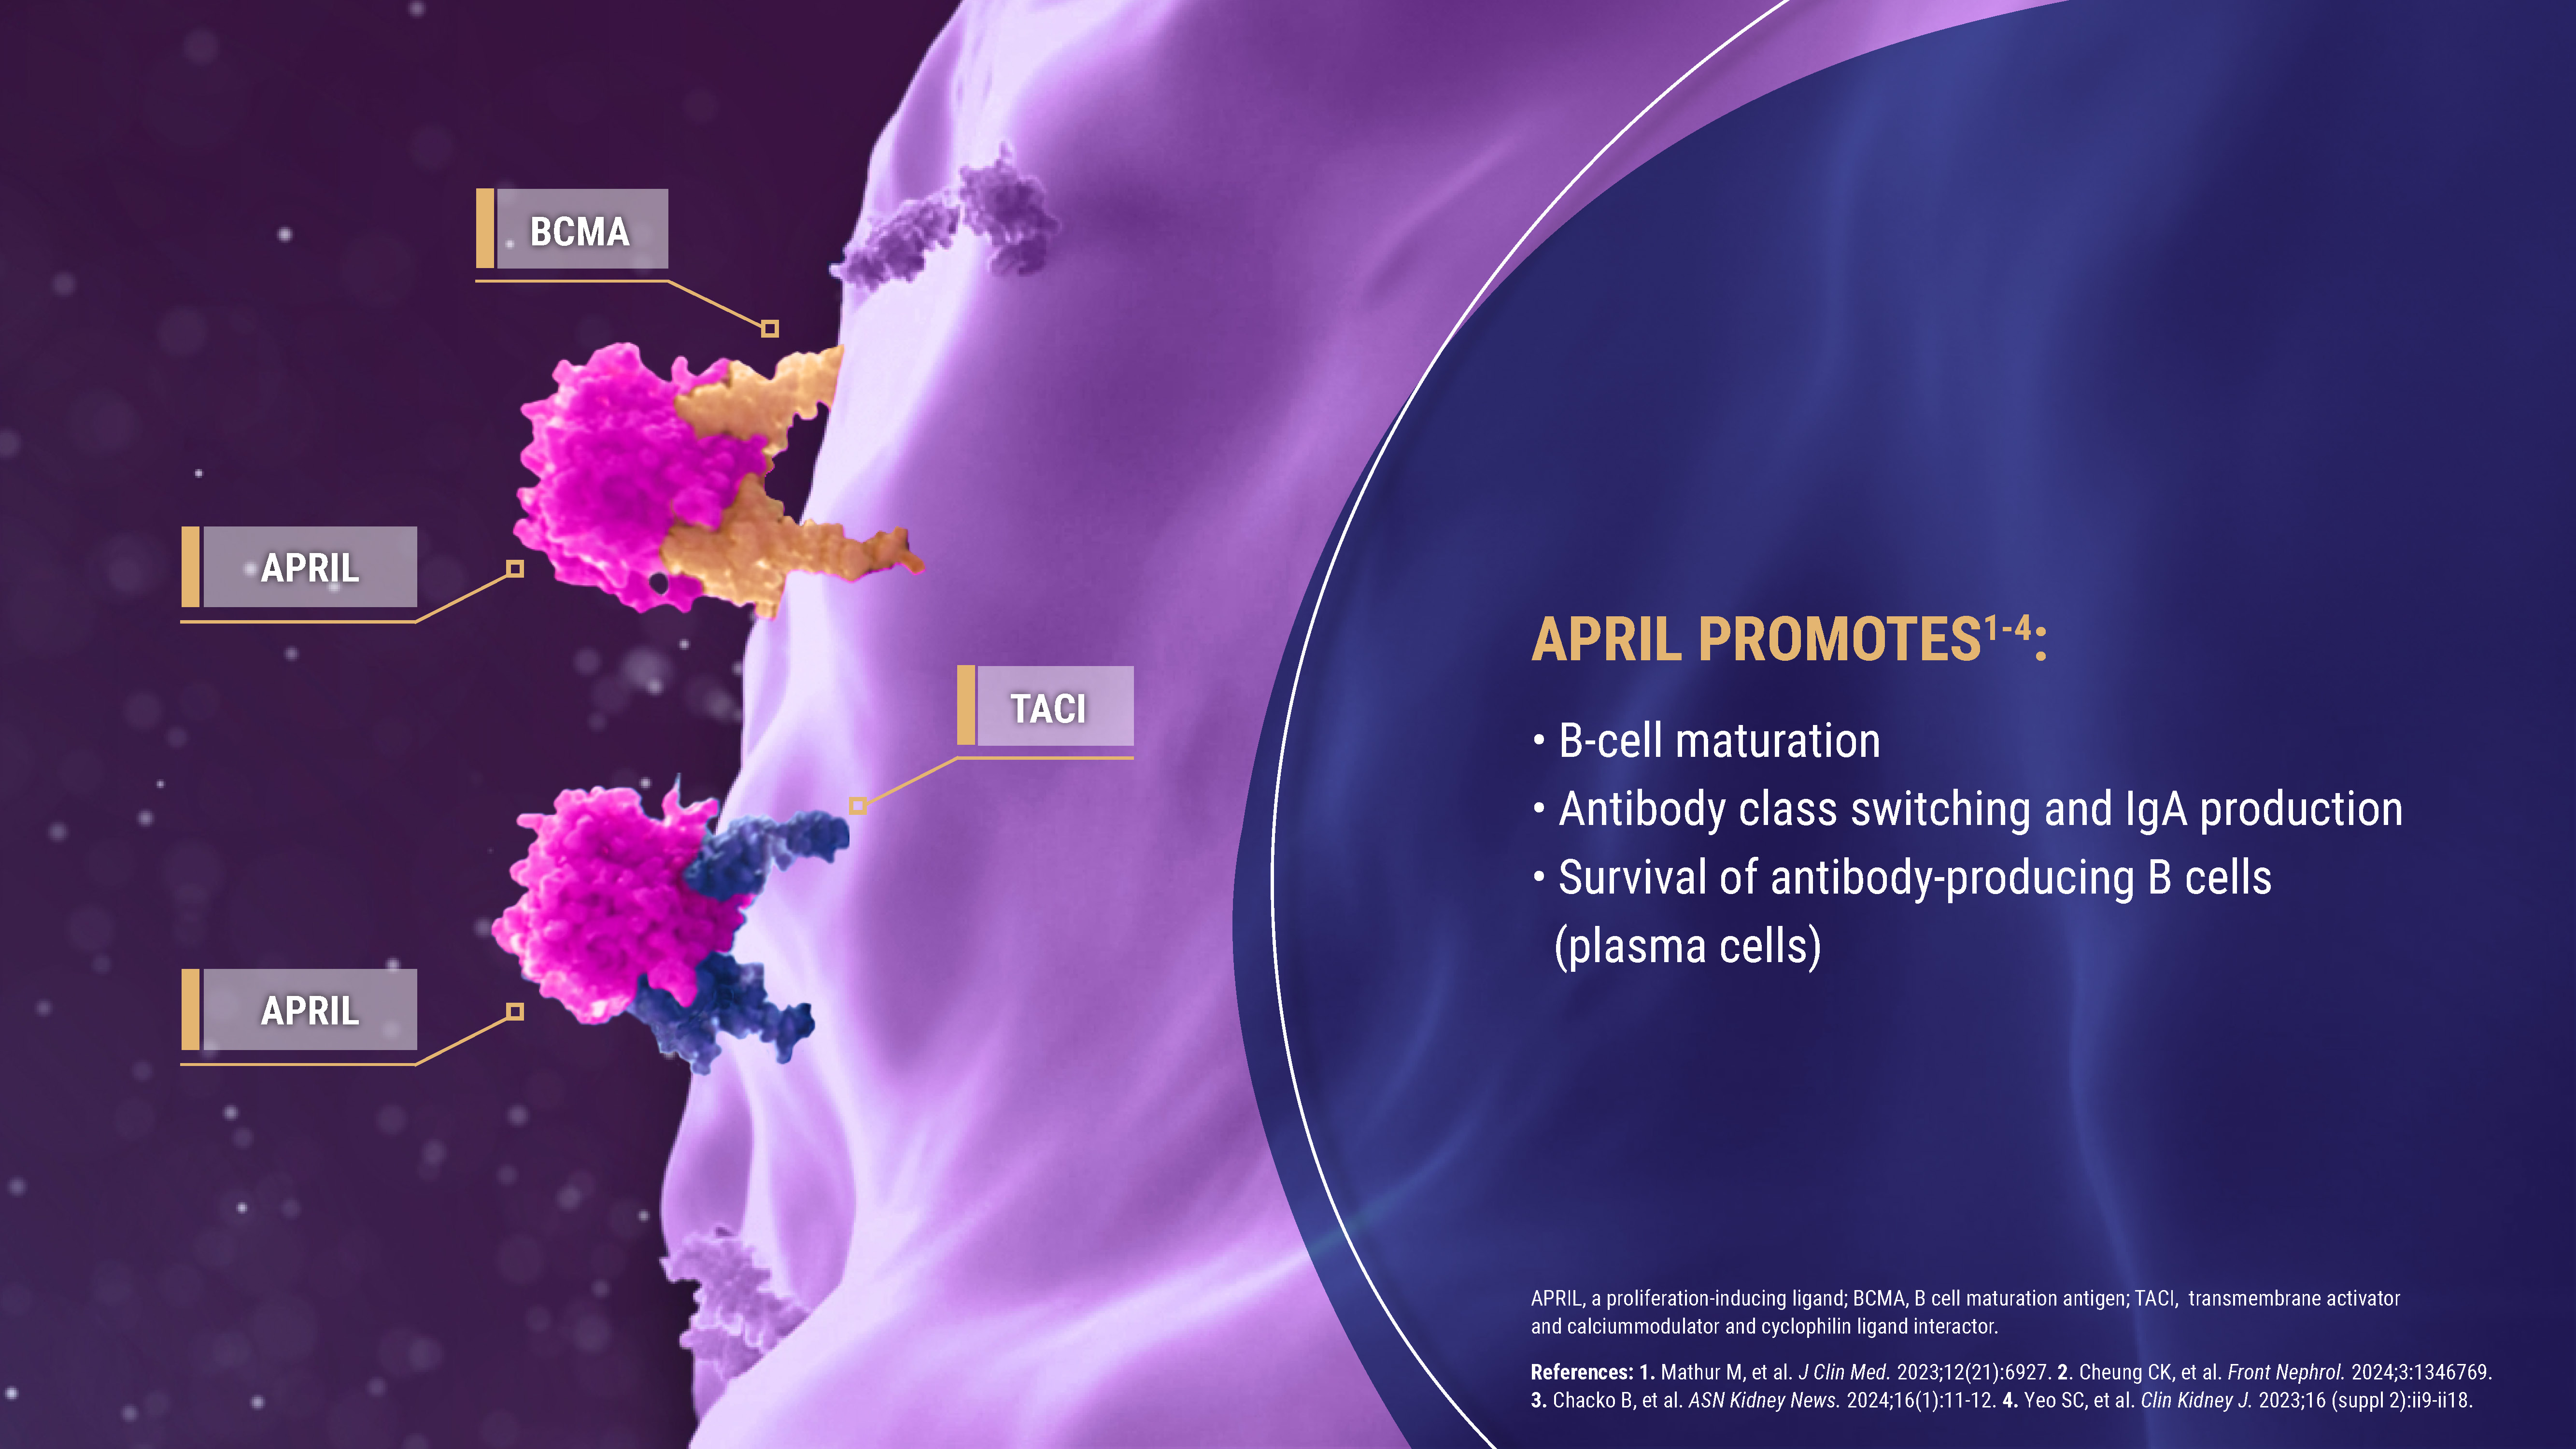 BCMA
APRIL
TACI
APRIL
APRIL PROMOTES1-4:
• B-cell maturation
• Antibody class switching and IgA production
• Survival of antibody-producing B cells
(plasma cells)
APRIL, a proliferation-inducing ligand; BCMA, B cell maturation antigen; TACI, transmembrane activator
and calciummodulator and cyclophilin ligand interactor.
References: 1. Mathur M, et al. J Clin Med. 2023;12(21):6927. 2. Cheung CK, et al. Front Nephrol. 2024;3:1346769.
3. Chacko B, et al. ASN Kidney News. 2024;16(1):11-12. 4. Yeo SC, et al. Clin Kidney J. 2023;16 (suppl 2):ii9-ii18.